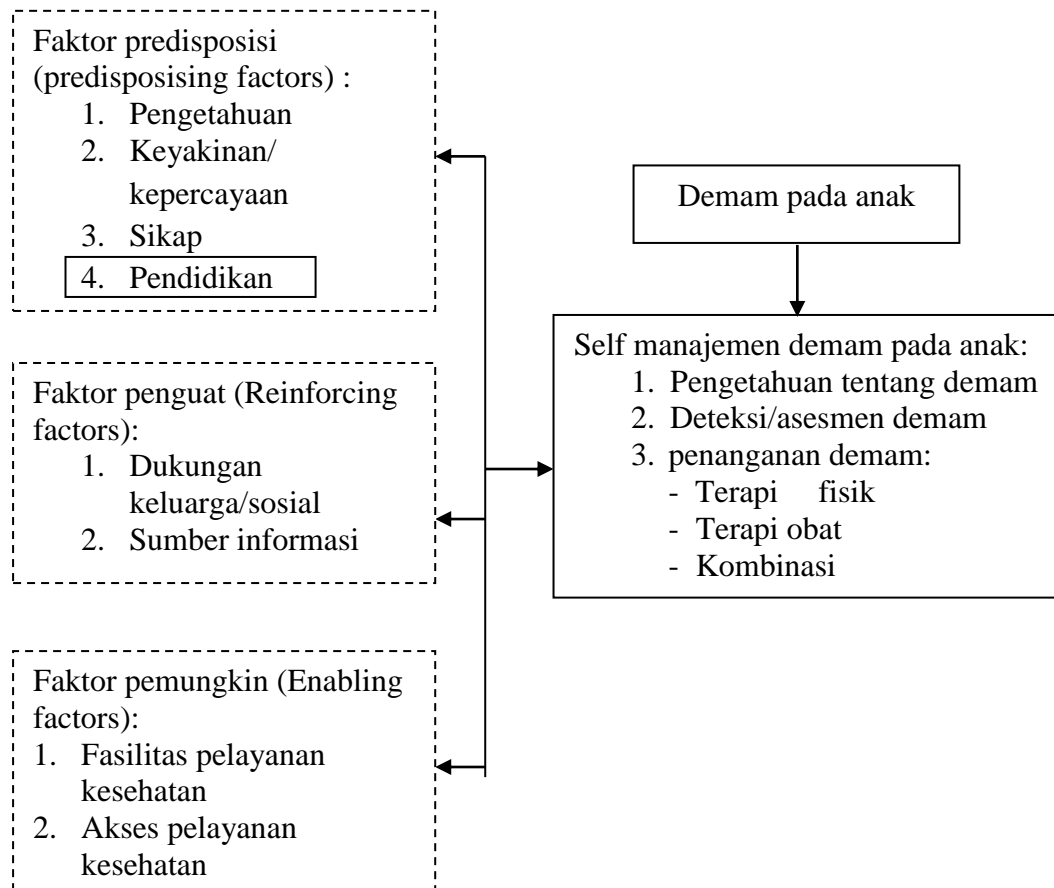 Faktor predisposisi
(predisposising factors) :
1. Pengetahuan
2. Keyakinan/
kepercayaan
3. Sikap
4. Pendidikan
Faktor penguat (Reinforcing
factors):
1. Dukungan
keluarga/sosial
2. Sumber informasi
Faktor pemungkin (Enabling
factors):
1. Fasilitas pelayanan
kesehatan
2. Akses pelayanan
kesehatan
Demam pada anak
Self manajemen demam pada anak:
1. Pengetahuan tentang demam
2. Deteksi/asesmen demam
3. penanganan demam:
- Terapi fisik
- Terapi obat
- Kombinasi